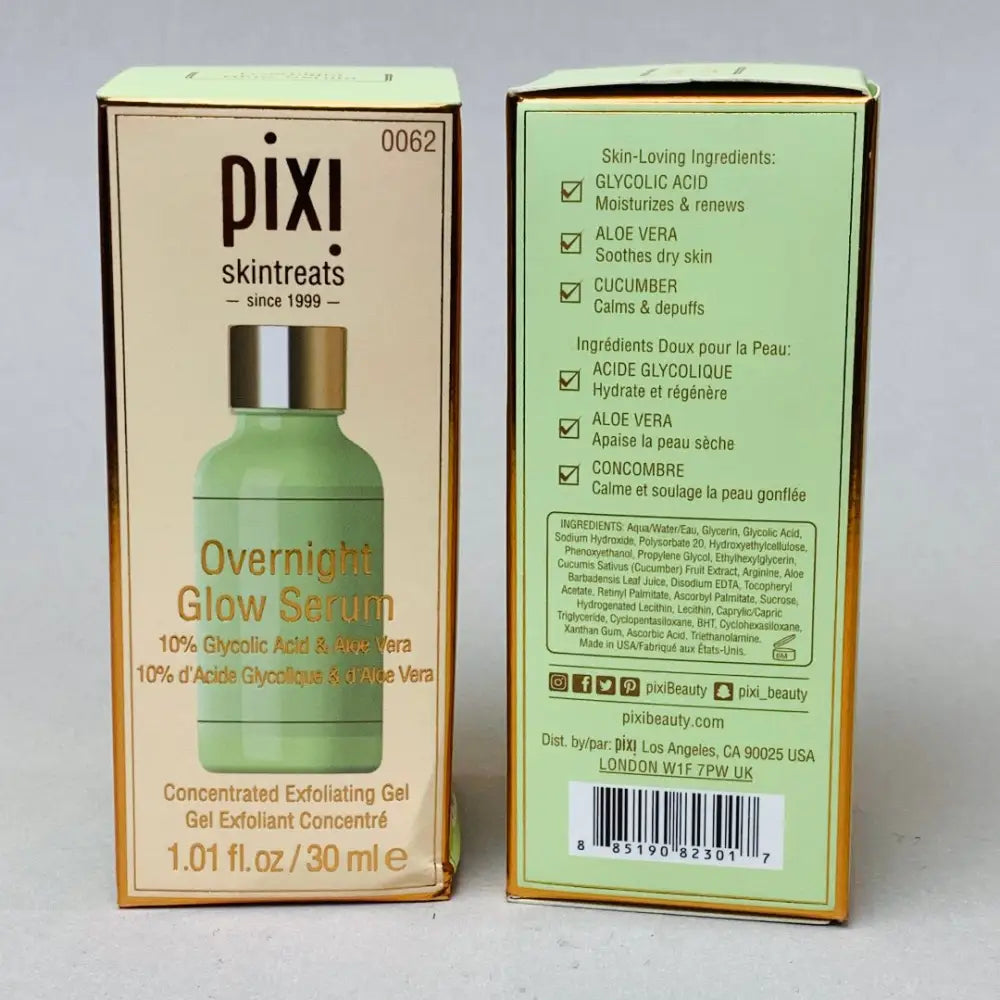 0062
pixi
skintreats
– since 1999 –
Overnight
Glow Serum
10% Glycolic Acid & Aloe Vera
10% d'Acide Glycolique & d'Aloe Vera
Concentrated Exfoliating Gel
Gel Exfoliant Concentré
1.01 fl.oz / 30 ml e
Skin-Loving Ingredients:
GLYCOLIC ACID
Moisturizes & renews
ALOE VERA
Soothes dry skin
CUCUMBER
Calms & depuffs
Ingrédients Doux pour la Peau:
ACIDE GLYCOLIQUE
Hydrate et régénère
ALOE VERA
Apaise la peau sèche
CONCOMBRE
Calme et soulage la peau gonflée
INGREDIENTS: Aqua/Water/Eau, Glycerin, Glycolic Acid,
Sodium Hydroxide, Polysorbate 20, Hydroxyethylcellulose,
Phenoxyethanol, Propylene Glycol, Ethylhexylglycerin,
Cucumis Sativus (Cucumber) Fruit Extract, Arginine, Aloe
Barbadensis Leaf Juice, Disodium EDTA, Tocopheryl
Acetate, Retinyl Palmitate, Ascorbyl Palmitate, Sucrose,
Hydrogenated Lecithin, Lecithin, Caprylic/Capric
Triglyceride, Cyclopentasiloxane, BHT, Cyclohexasiloxane,
Xanthan Gum, Ascorbic Acid, Triethanolamine.
Made in USA/Fabriqué aux États-Unis.
6M
pixiBeauty pixi_beauty
pixibeauty.com
Dist. by/par: pixi Los Angeles, CA 90025 USA
LONDON W1F 7PW UK
8 85190 82301 7